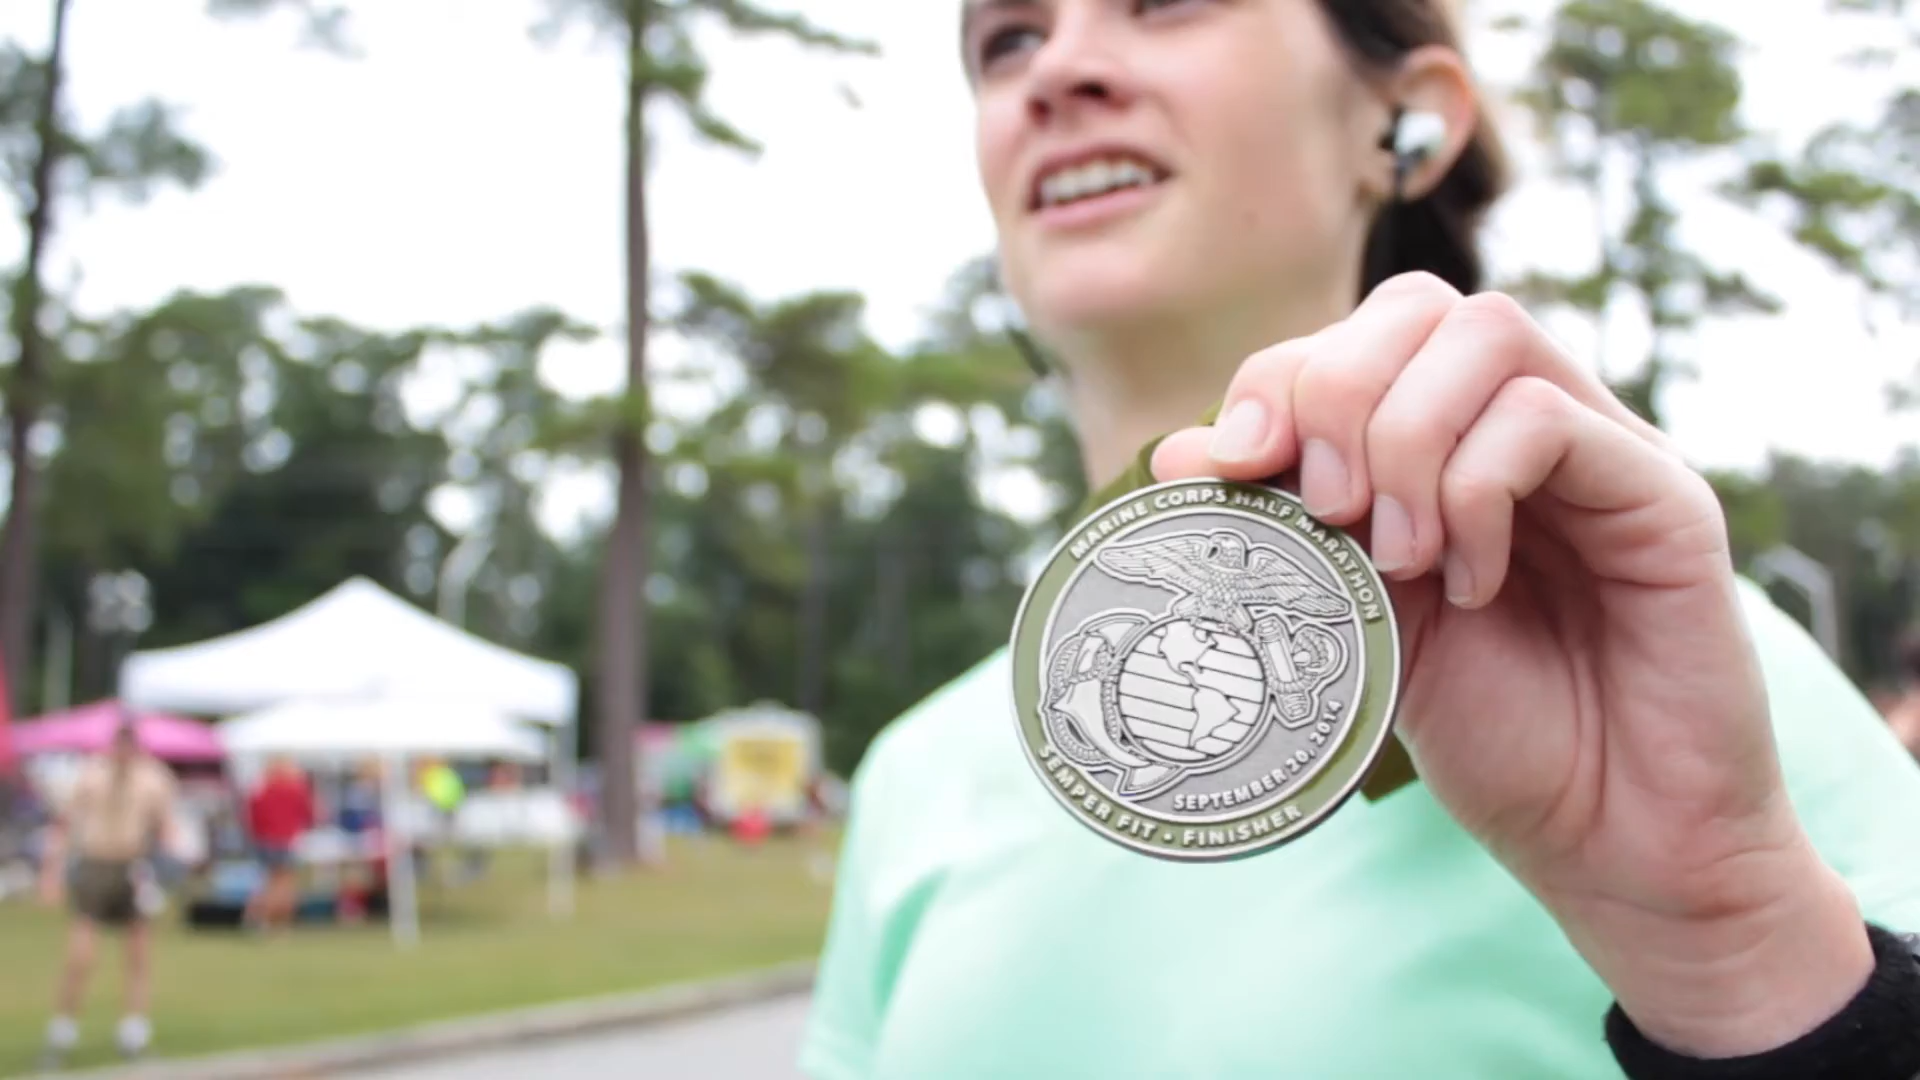 MARINE CORPS HALF MARATHON
SEPTEMBER 20, 2014
SEMPER FIT • FINISHER